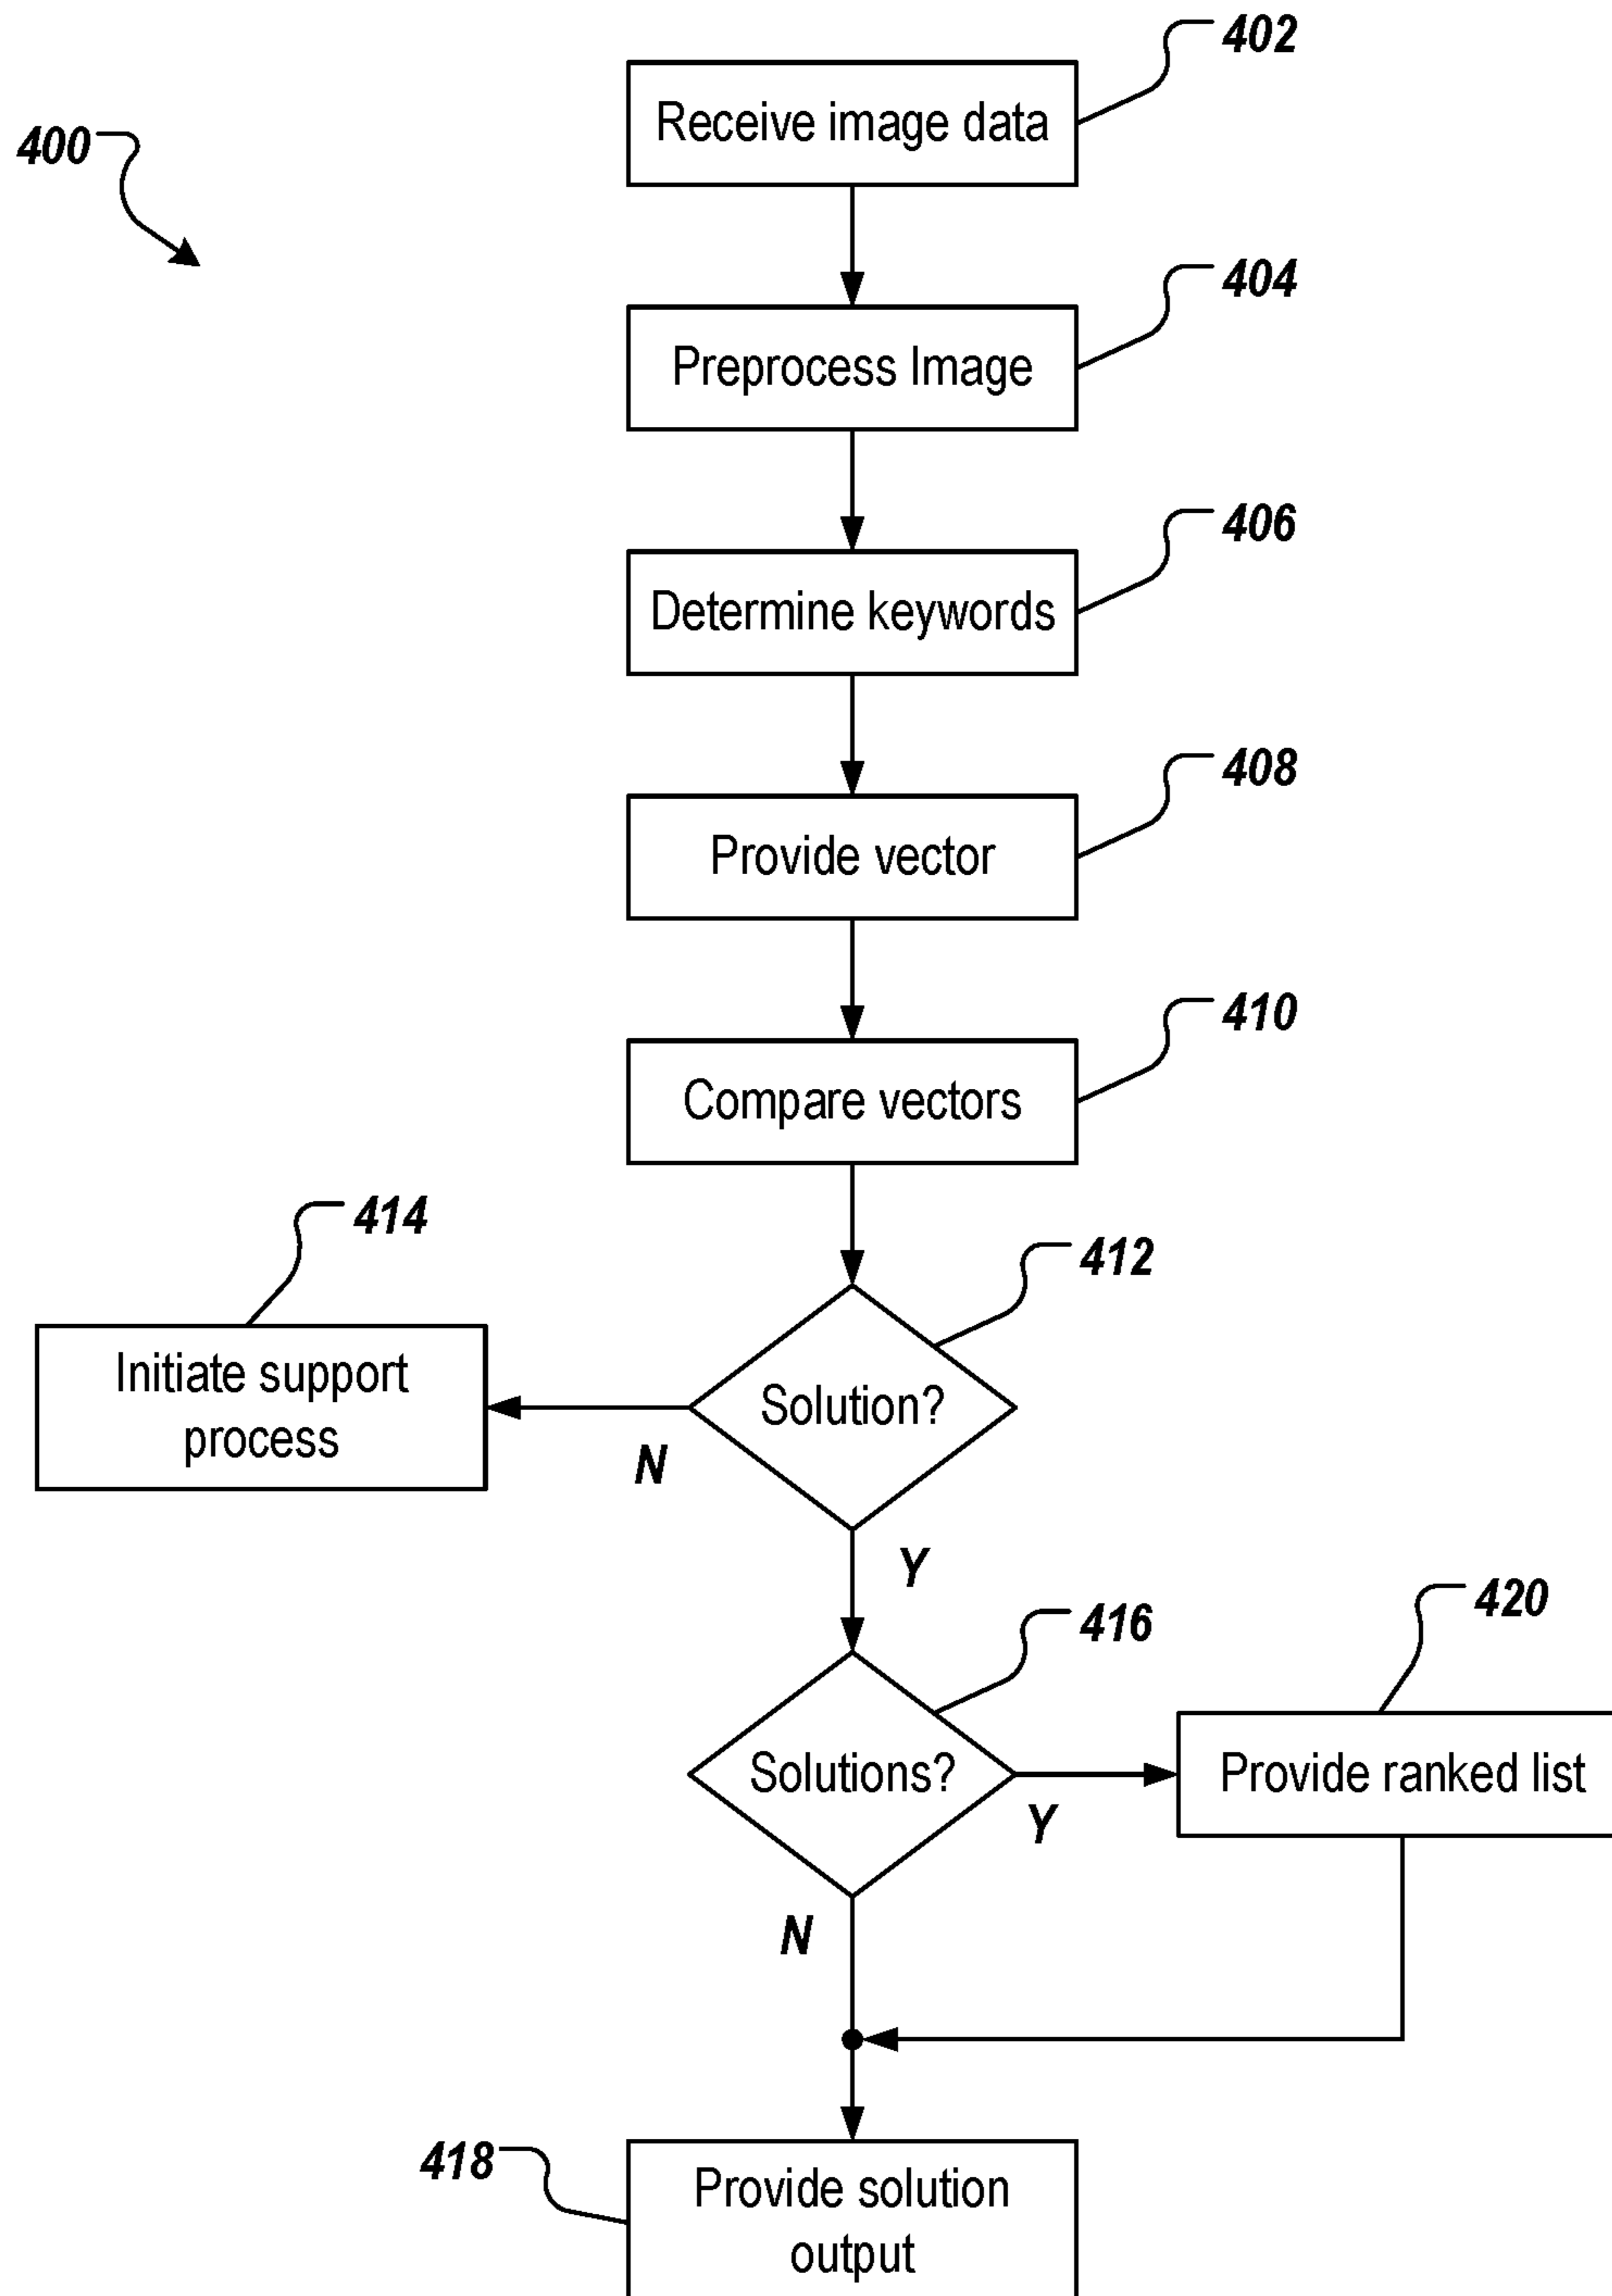 402
Receive image data
400
404
Preprocess Image
406
Determine keywords
408
Provide vector
410
Compare vectors
414
412
Initiate support
process
Solution?
N
Y
416
420
Solutions?
Provide ranked list
Y
N
418
Provide solution
output